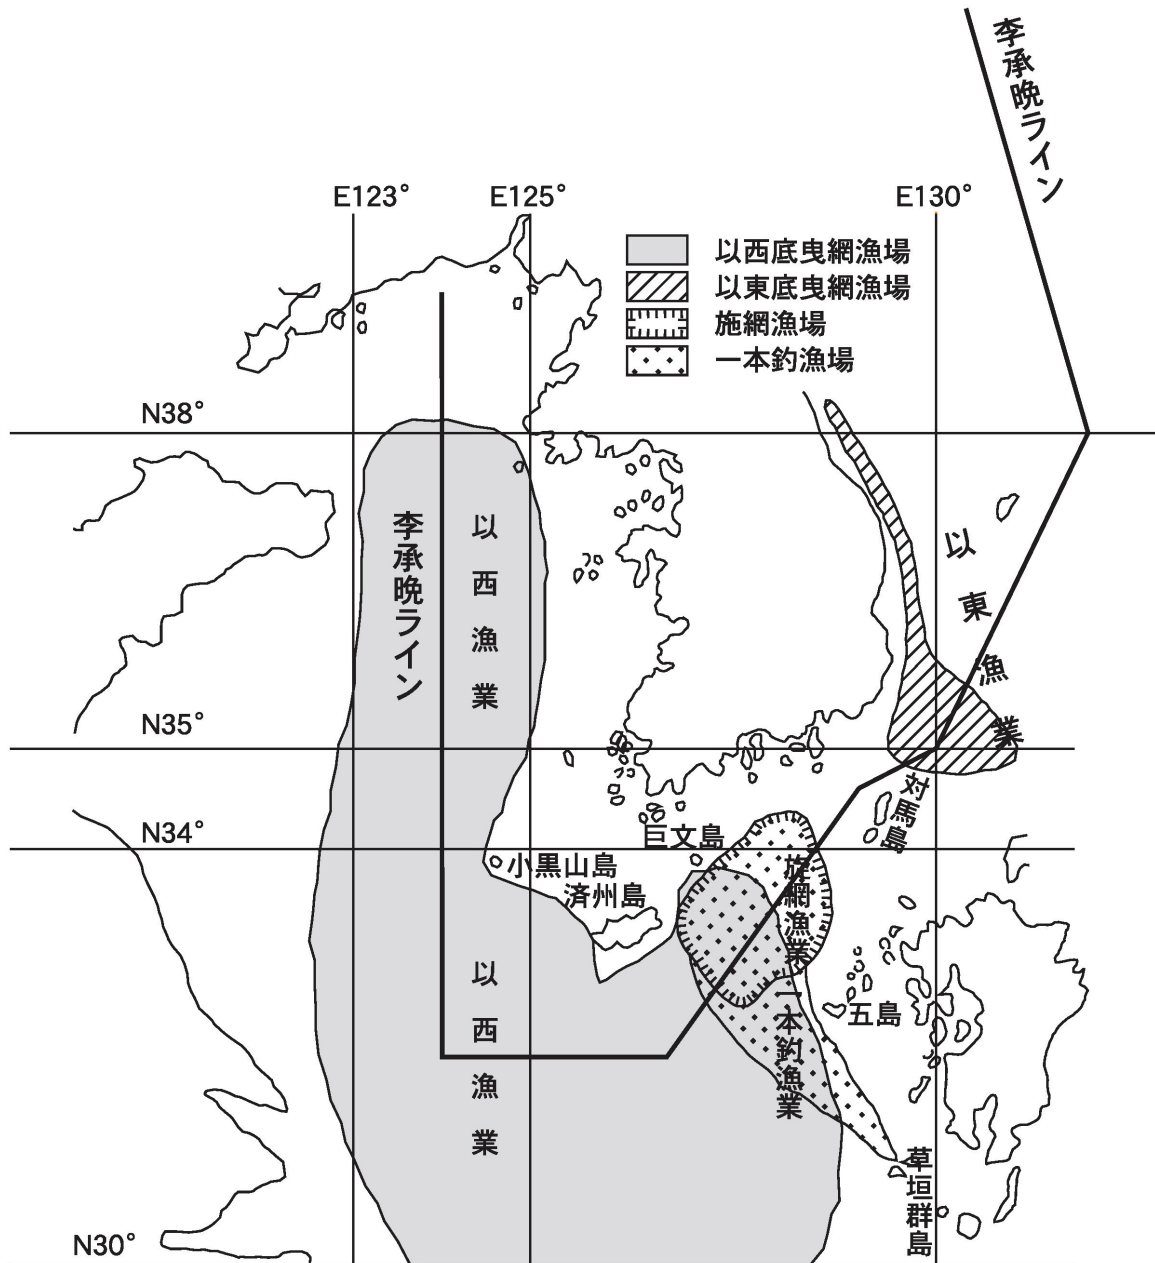 李承晩ライン
E123°
E125°
E130°
以西底曳網漁場
以東底曳網漁場
施網漁場
一本釣漁場
N38°
李承晩ライン
以西漁業
以東漁業
N35°
対馬島
N34°
巨文島
小黒山島
済州島
旋網漁業
以西漁業
一本釣漁業
五島
草垣群島
N30°